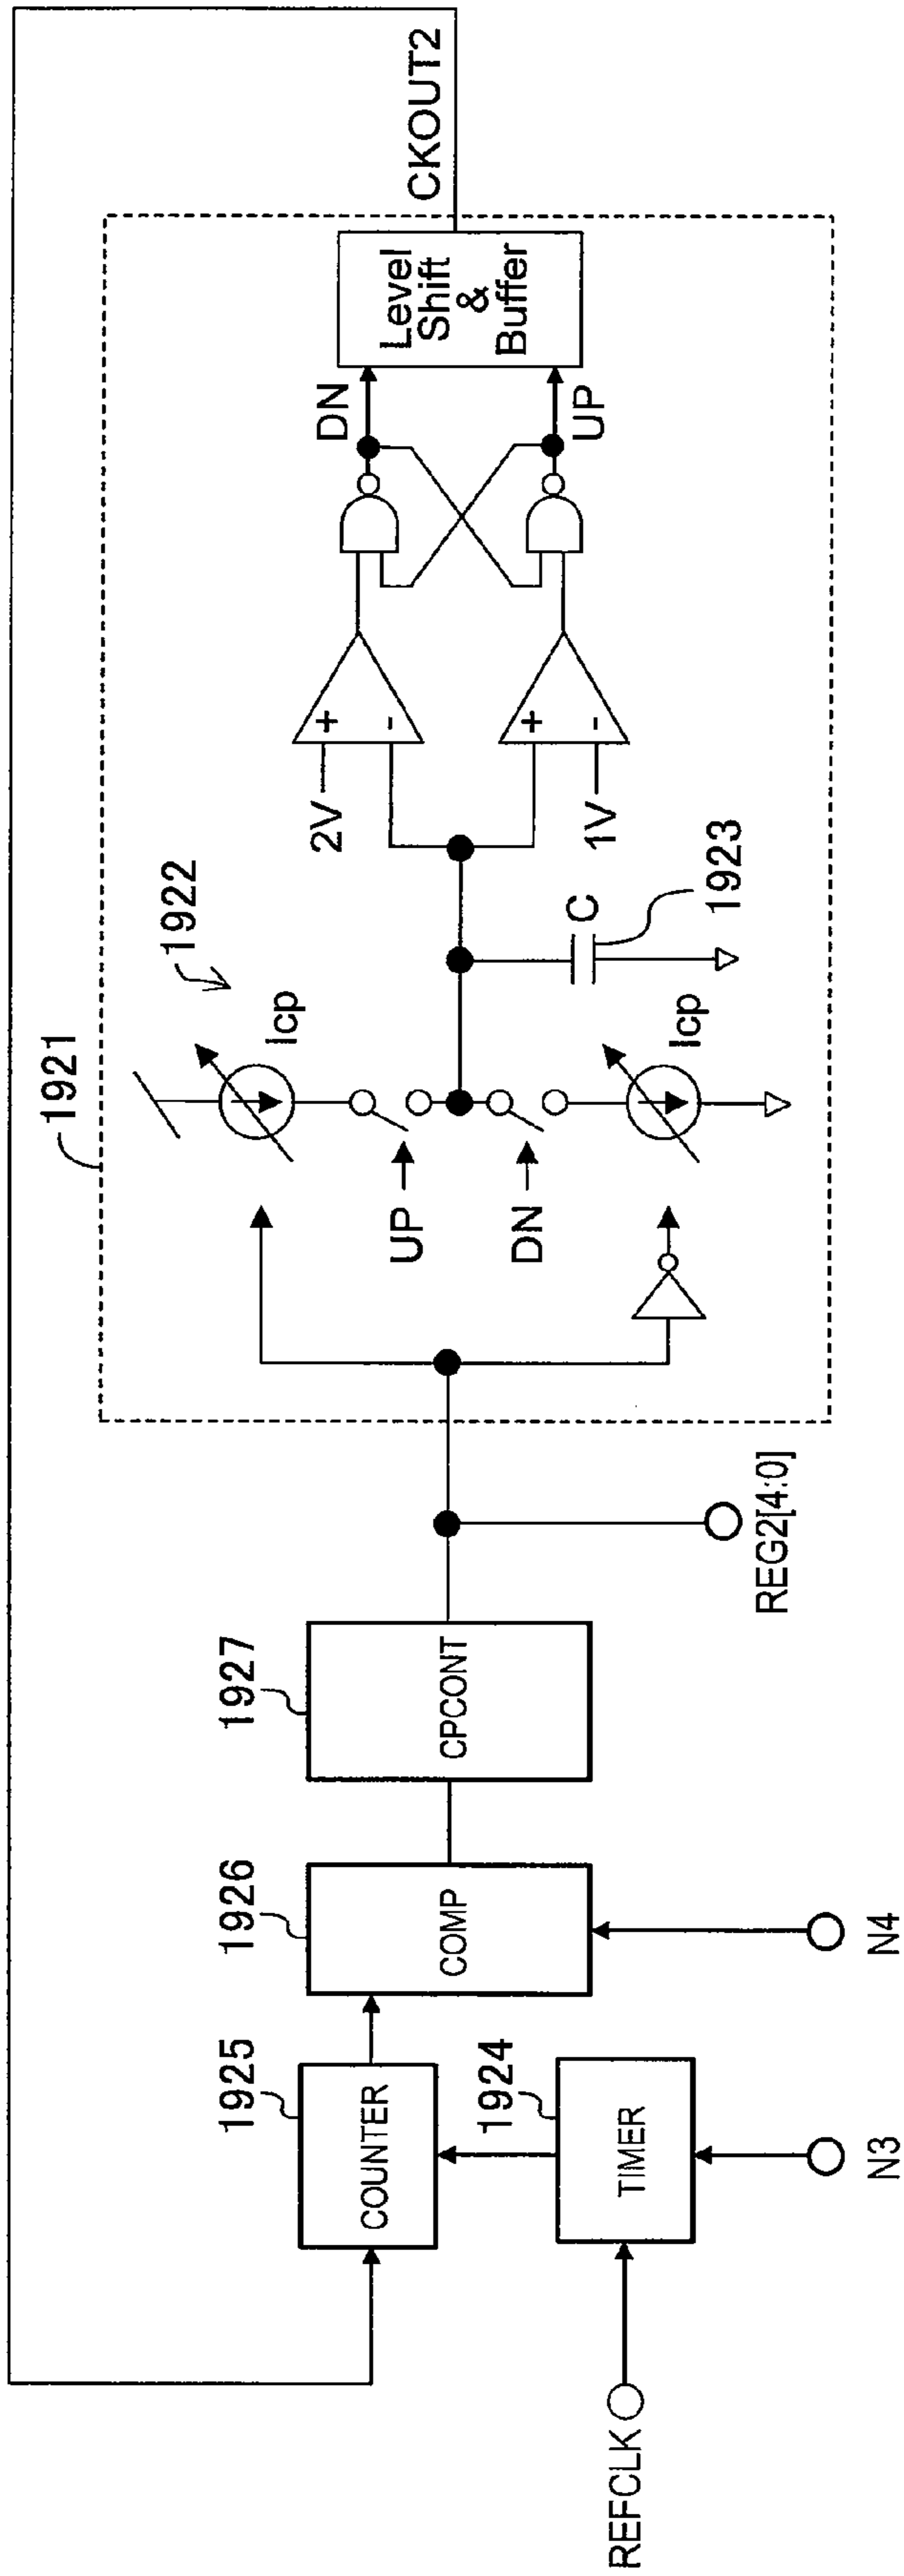 1921
1922
Icp
UP
DN
Icp
C
1923
2V
+
-
1V
+
-
DN
UP
Level
Shift
&
Buffer
CKOUT2
REFCLK
N3
TIMER
1924
COUNTER
1925
N4
COMP
1926
CPCONT
1927
REG2[4:0]